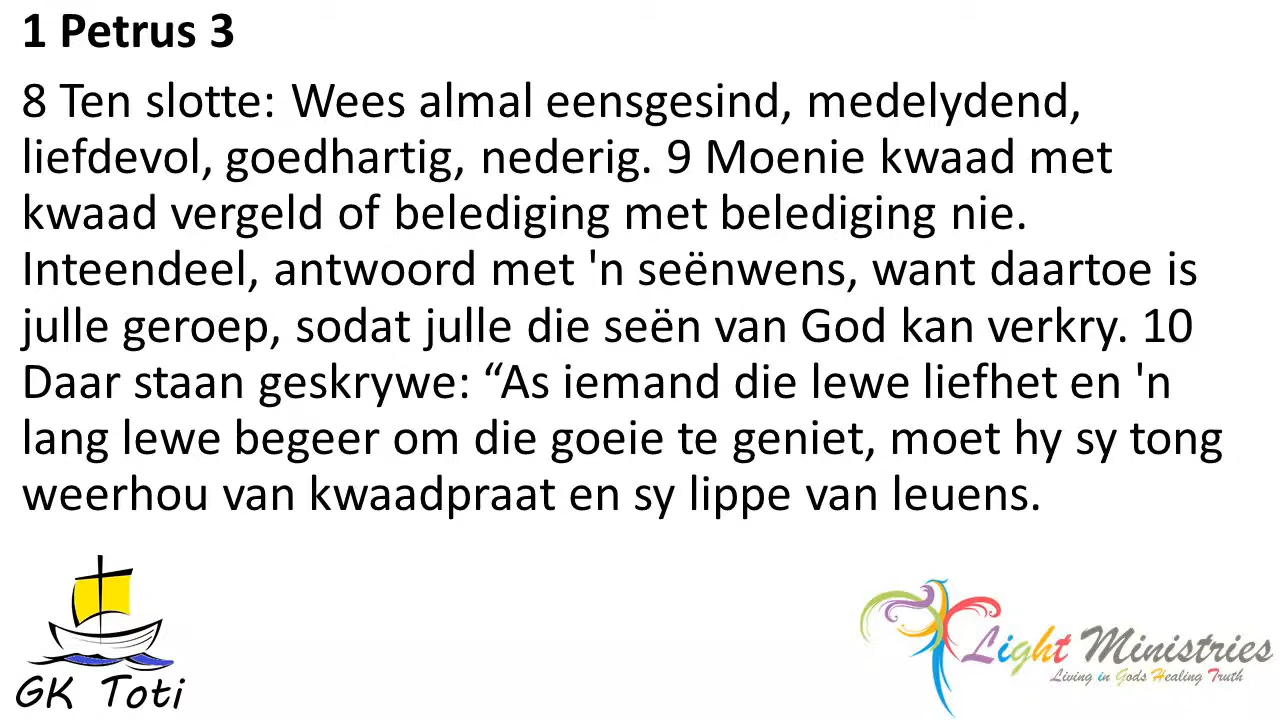 1 Petrus 3
8 Ten slotte: Wees almal eensgesind, medelydend,
liefdevol, goedhartig, nederig. 9 Moenie kwaad met
kwaad vergeld of belediging met belediging nie.
Inteendeel, antwoord met 'n seënwens, want daartoe is
julle geroep, sodat julle die seën van God kan verkry. 10
Daar staan geskrywe: “As iemand die lewe liefhet en 'n
lang lewe begeer om die goeie te geniet, moet hy sy tong
weerhou van kwaadpraat en sy lippe van leuens.
GK Toti
Light Ministries
Living in Gods Healing Truth